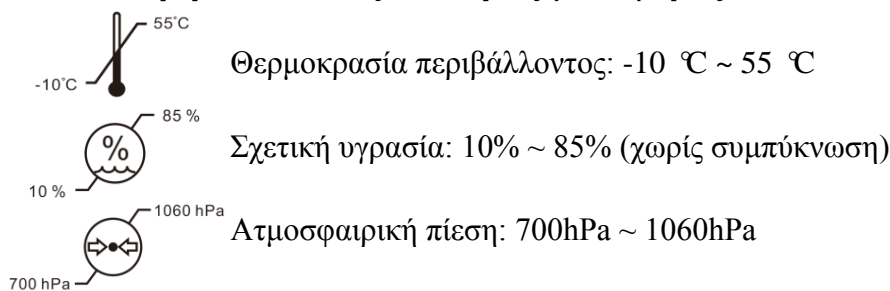 55°C
-10°C
Θερμοκρασία περιβάλλοντος: -10 ℃ ~ 55 ℃
85 %
%
10 %
Σχετική υγρασία: 10% ~ 85% (χωρίς συμπύκνωση)
1060 hPa
700 hPa
Ατμοσφαιρική πίεση: 700hPa ~ 1060hPa